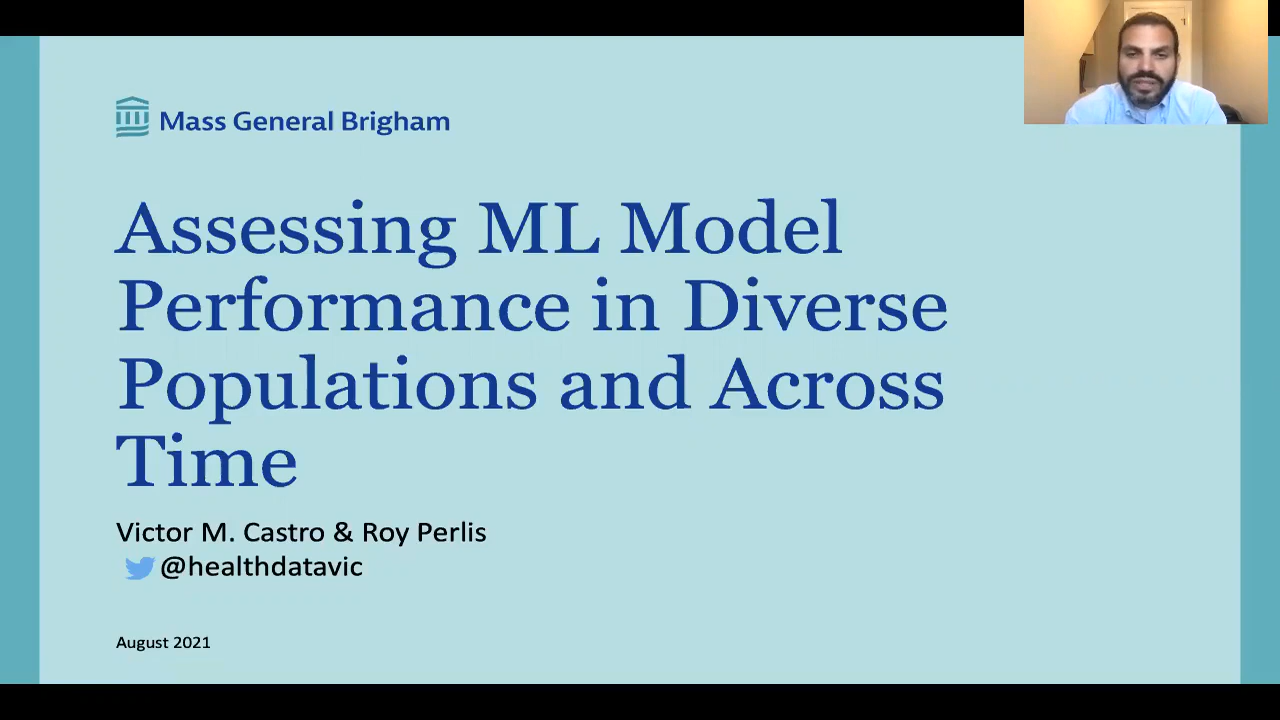 Mass General Brigham
Assessing ML Model
Performance in Diverse
Populations and Across
Time
Victor M. Castro & Roy Perlis
@healthdatavic
August 2021